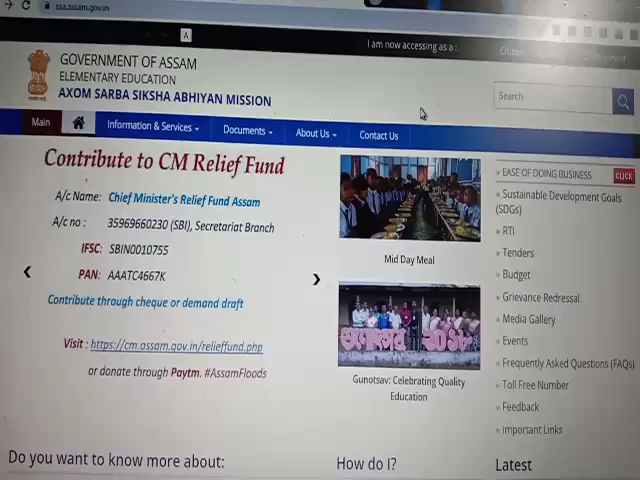 ssa.assam.gov.in
A
I am now accessing as a :
GOVERNMENT OF ASSAM
ELEMENTARY EDUCATION
AXOM SARBA SIKSHA ABHIYAN MISSION
Search
Main
Information & Services
Documents
About Us
Contact Us
Contribute to CM Relief Fund
A/c Name: Chief Minister's Relief Fund Assam
A/c no : 35969660230 (SBI), Secretariat Branch
IFSC: SBIN0010755
PAN: AAATC4667K
Contribute through cheque or demand draft
Visit : https://cm.assam.gov.in/relieffund.php
or donate through Paytm. #AssamFloods
Mid Day Meal
গুণোৎসৱ ২০১৮
Gunotsav: Celebrating Quality
Education
» EASE OF DOING BUSINESS CLICK
» Sustainable Development Goals
(SDGs)
» RTI
» Tenders
» Budget
» Grievance Redressal
» Media Gallery
» Events
» Frequently Asked Questions (FAQs)
» Toll Free Number
» Feedback
» Important Links
Do you want to know more about:
How do I?
Latest